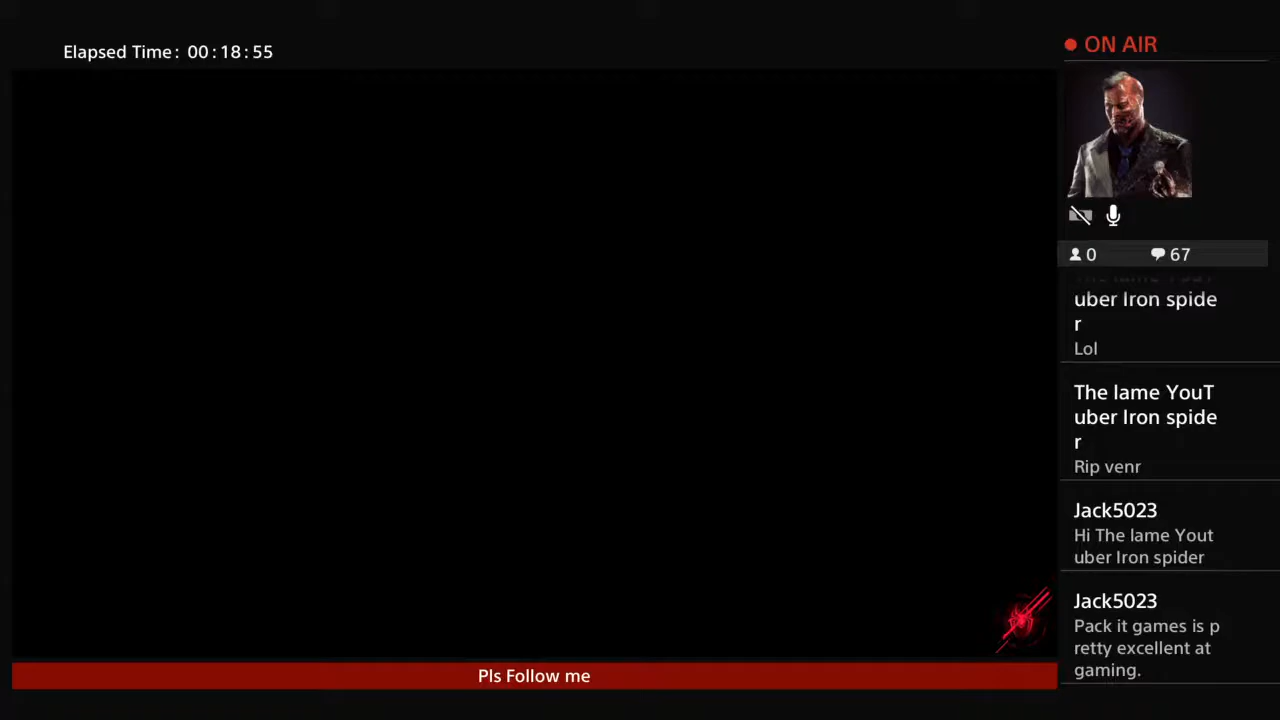 Elapsed Time: 00:18:55
ON AIR
0
67
uber Iron spide
r
Lol
The lame YouT
uber Iron spide
r
Rip venr
Jack5023
Hi The lame Yout
uber Iron spider
Jack5023
Pack it games is p
retty excellent at
gaming.
Pls Follow me